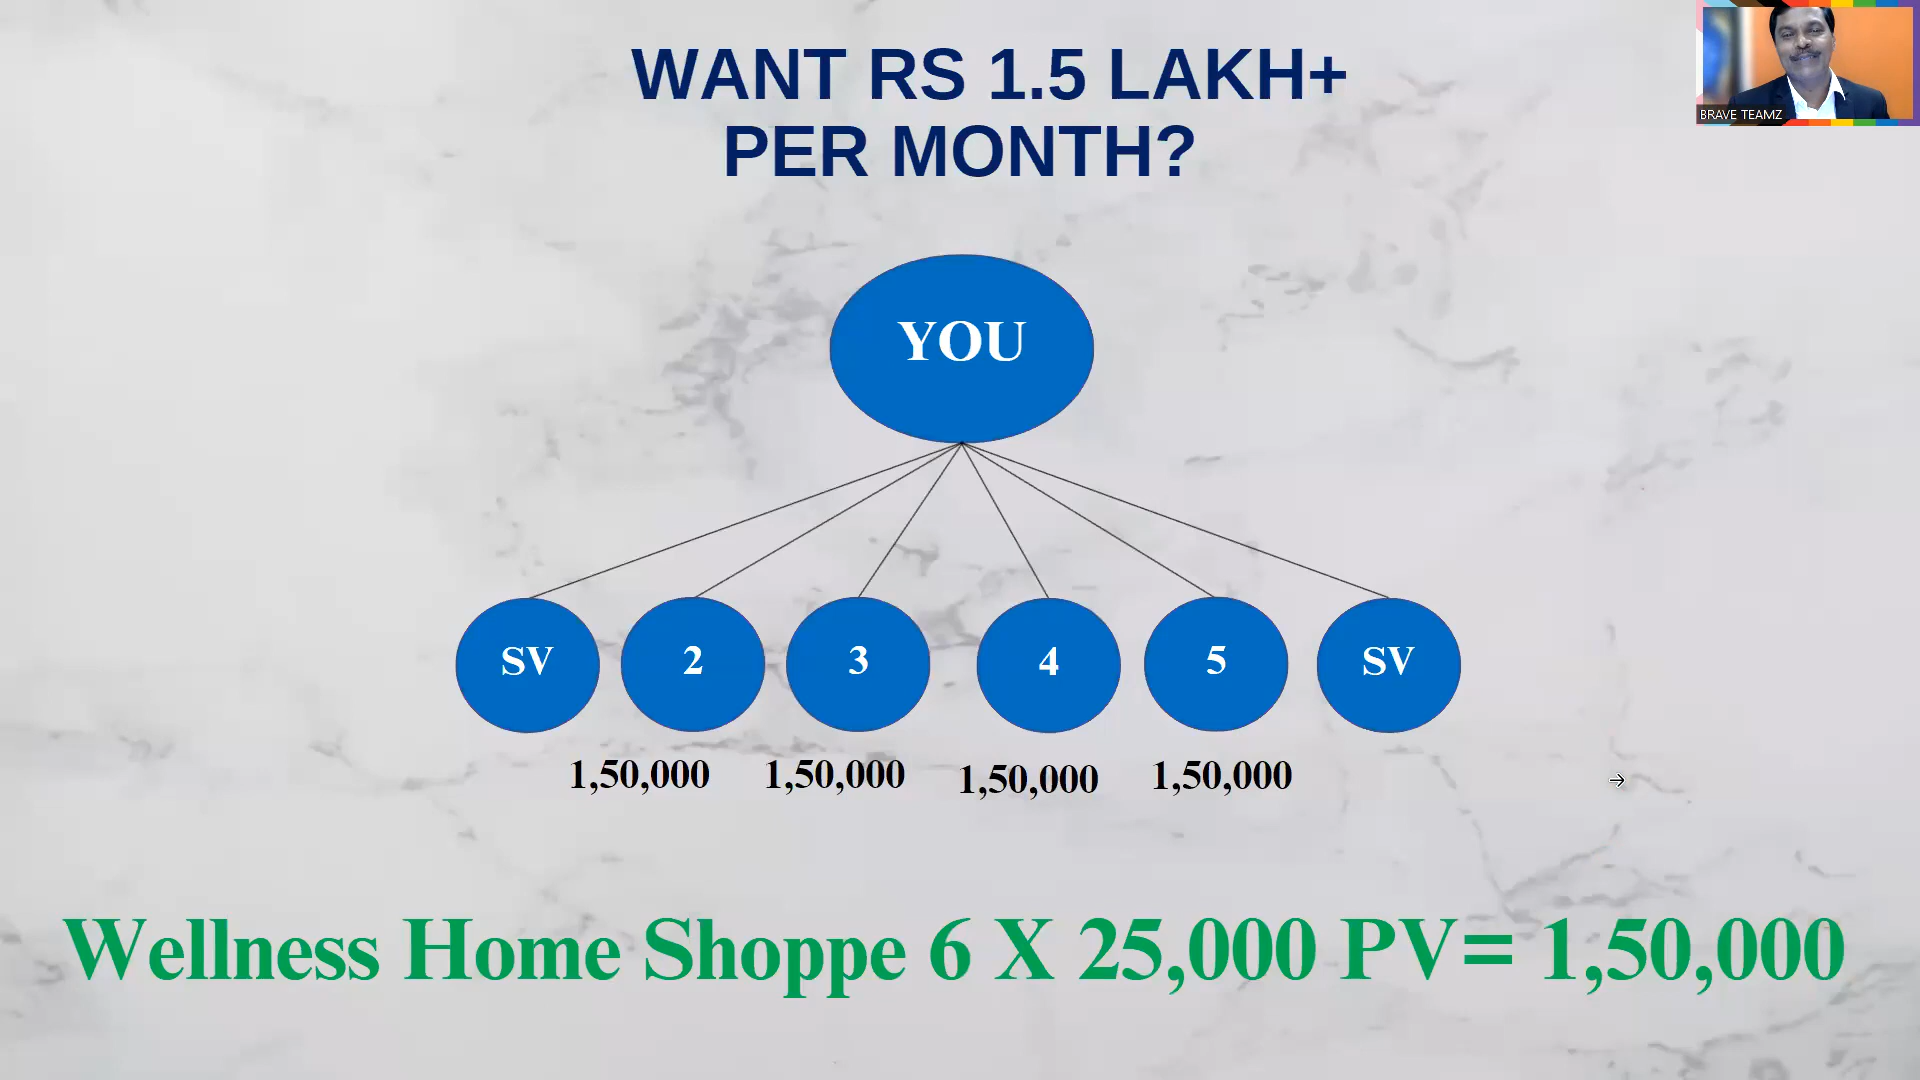 WANT RS 1.5 LAKH+
PER MONTH?
BRAVE TEAMZ
YOU
SV 2 3 4 5 SV
1,50,000 1,50,000 1,50,000 1,50,000
Wellness Home Shoppe 6 X 25,000 PV= 1,50,000